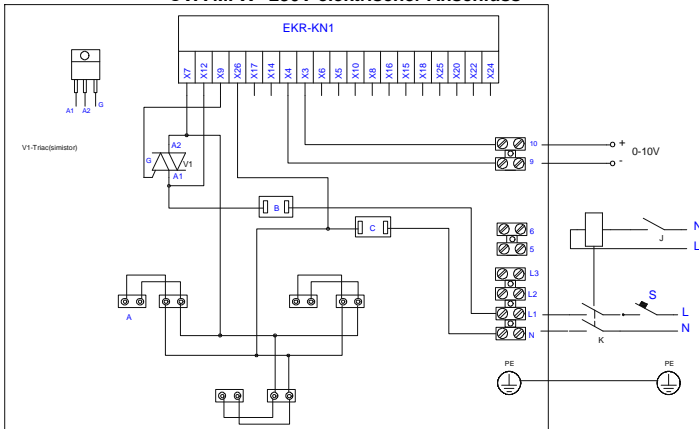 EKR-KN1
X7 X12 X9 X26 X17 X14 X4 X3 X6 X5 X10 X8 X16 X15 X18 X25 X20 X22 X24
A1 A2 G
V1-Triac(simistor)
A2
G
V1
A1
10
+
0-10V
9
-
B
C
6
5
J
N
L
L3
L2
L1
S
L
N
N
K
A
PE
PE